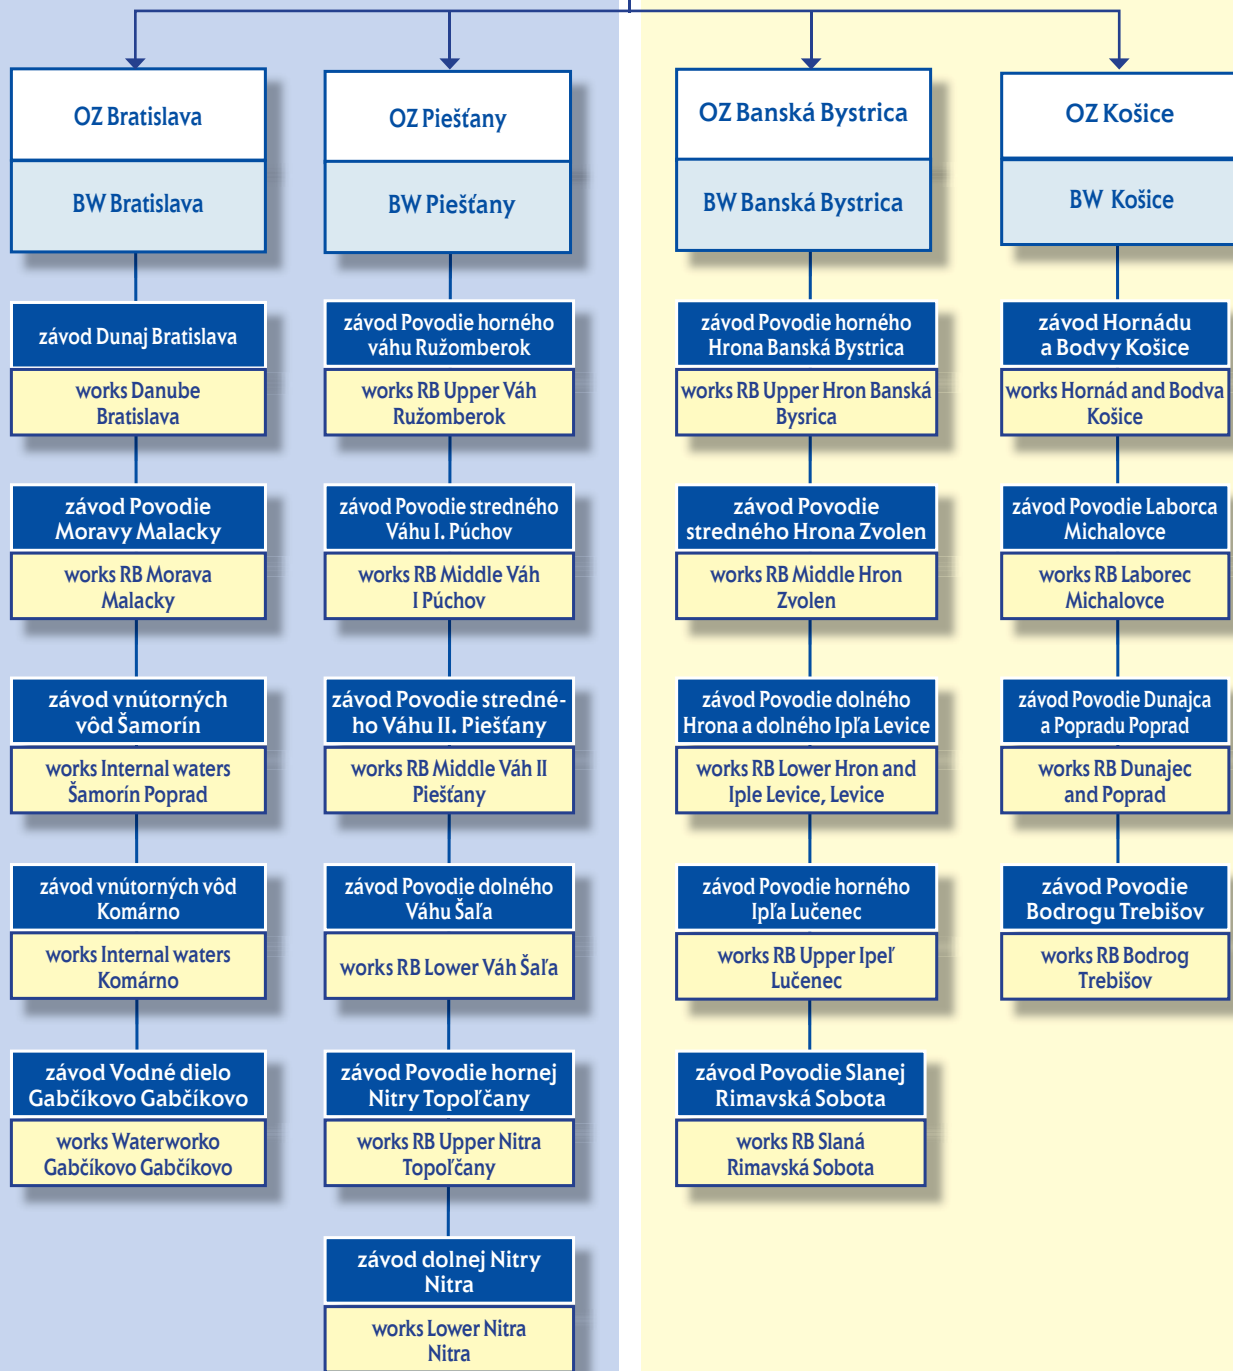 OZ Bratislava
BW Bratislava
závod Dunaj Bratislava
works Danube
Bratislava
závod Povodie
Moravy Malacky
works RB Morava
Malacky
závod vnútorných
vôd Šamorín
works Internal waters
Šamorín Poprad
závod vnútorných vôd
Komárno
works Internal waters
Komárno
závod Vodné dielo
Gabčíkovo Gabčíkovo
works Waterworko
Gabčíkovo Gabčíkovo
OZ Piešťany
BW Piešťany
závod Povodie horného
váhu Ružomberok
works RB Upper Váh
Ružomberok
závod Povodie stredného
Váhu I. Púchov
works RB Middle Váh
I Púchov
závod Povodie stredné-
ho Váhu II. Piešťany
works RB Middle Váh II
Piešťany
závod Povodie dolného
Váhu Šaľa
works RB Lower Váh Šaľa
závod Povodie hornej
Nitry Topoľčany
works RB Upper Nitra
Topoľčany
závod dolnej Nitry
Nitra
works Lower Nitra
Nitra
OZ Banská Bystrica
BW Banská Bystrica
závod Povodie horného
Hrona Banská Bystrica
works RB Upper Hron Banská
Bysrica
závod Povodie
stredného Hrona Zvolen
works RB Middle Hron
Zvolen
závod Povodie dolného
Hrona a dolného Ipľa Levice
works RB Lower Hron and
Iple Levice, Levice
závod Povodie horného
Ipľa Lučenec
works RB Upper Ipeľ
Lučenec
závod Povodie Slanej
Rimavská Sobota
works RB Slaná
Rimavská Sobota
OZ Košice
BW Košice
závod Hornádu
a Bodvy Košice
works Hornád and Bodva
Košice
závod Povodie Laborca
Michalovce
works RB Laborec
Michalovce
závod Povodie Dunajca
a Popradu Poprad
works RB Dunajec
and Poprad
závod Povodie
Bodrogu Trebišov
works RB Bodrog
Trebišov